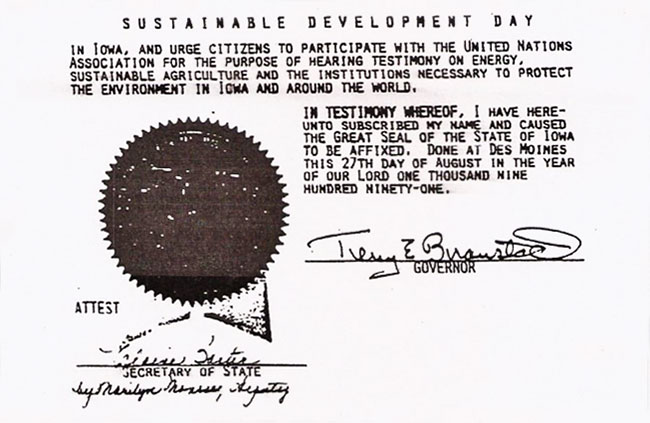 SUSTAINABLE DEVELOPMENT DAY
IN IOWA, AND URGE CITIZENS TO PARTICIPATE WITH THE UNITED NATIONS
ASSOCIATION FOR THE PURPOSE OF HEARING TESTIMONY ON ENERGY,
SUSTAINABLE AGRICULTURE AND THE INSTITUTIONS NECESSARY TO PROTECT
THE ENVIRONMENT IN IOWA AND AROUND THE WORLD.
IN TESTIMONY WHEREOF, I HAVE HERE-
UNTO SUBSCRIBED MY NAME AND CAUSED
THE GREAT SEAL OF THE STATE OF IOWA
TO BE AFFIXED. DONE AT DES MOINES
THIS 27TH DAY OF AUGUST IN THE YEAR
OF OUR LORD ONE THOUSAND NINE
HUNDRED NINETY-ONE.
Terry E Branstad
GOVERNOR
ATTEST
SECRETARY OF STATE
by Marilyn Monroe, Deputy